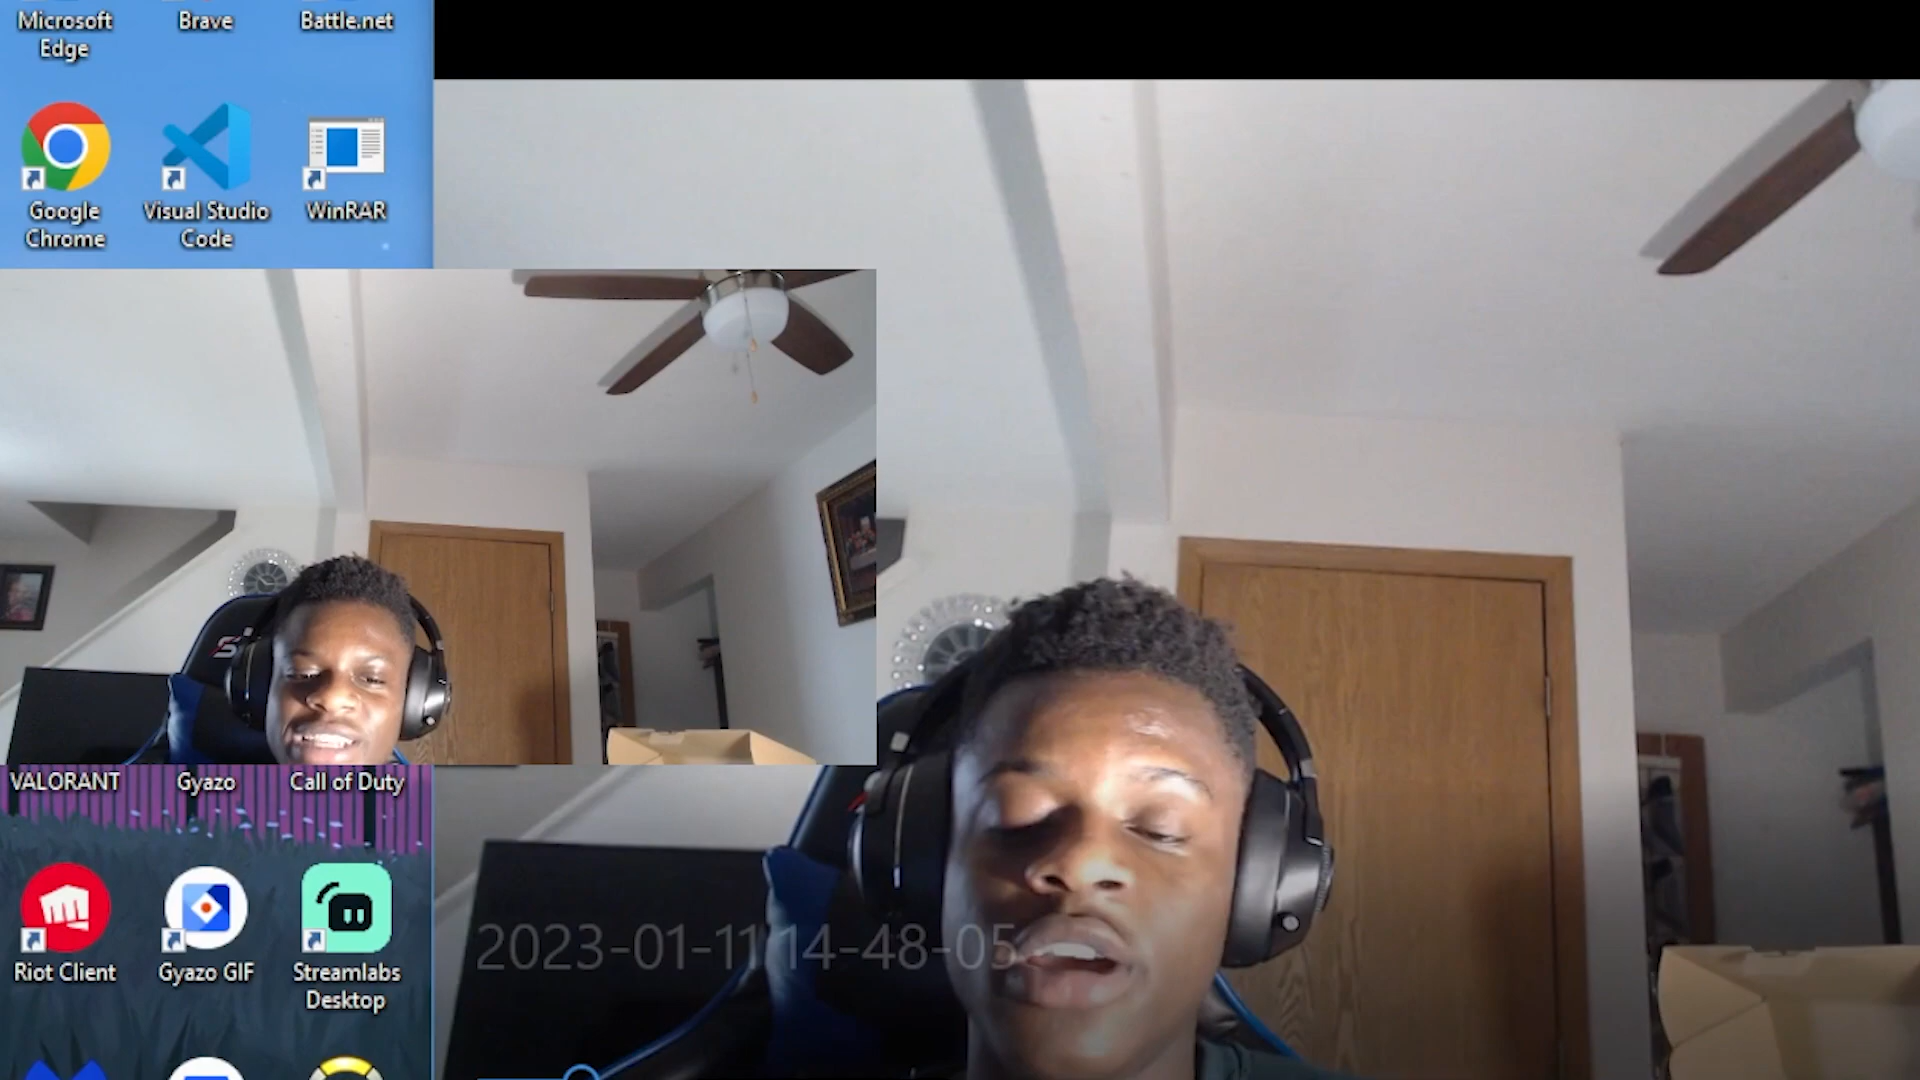 Microsoft
Edge
Brave
Battle.net
Google
Chrome
Visual Studio
Code
WinRAR
VALORANT
Gyazo
Call of Duty
Riot Client
Gyazo GIF
Streamlabs
Desktop
2023-01-11 14-48-05